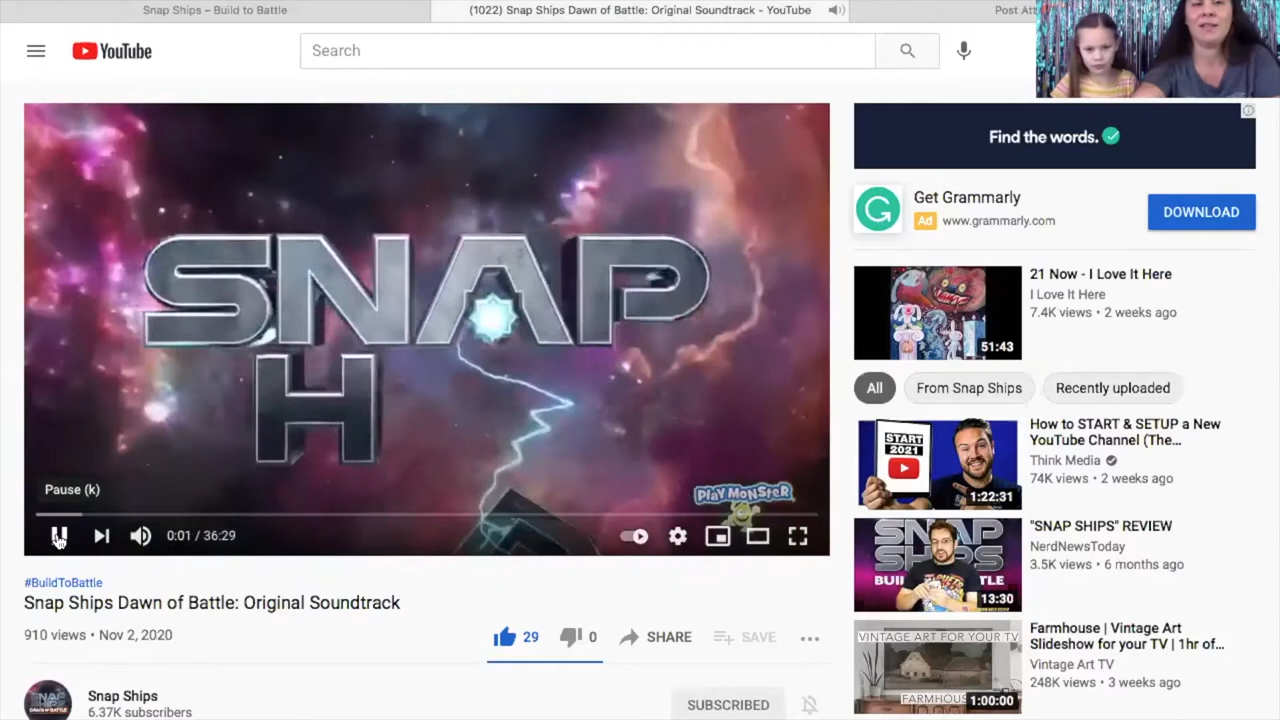 Snap Ships – Build to Battle
(1022) Snap Ships Dawn of Battle: Original Soundtrack - YouTube
Post Att
YouTube
Search
SNAP
H
PLAY MONSTER
Pause (k)
0:01 / 36:29
#BuildToBattle
Snap Ships Dawn of Battle: Original Soundtrack
910 views • Nov 2, 2020
29
0
SHARE
SAVE
Snap Ships
6.37K subscribers
SUBSCRIBED
Find the words.
Get Grammarly
Ad www.grammarly.com
DOWNLOAD
51:43
21 Now - I Love It Here
I Love It Here
7.4K views • 2 weeks ago
All
From Snap Ships
Recently uploaded
START
2021
1:22:31
How to START & SETUP a New
YouTube Channel (The...
Think Media
74K views • 2 weeks ago
SNAP
SHIPS
BUI
TLE
13:30
"SNAP SHIPS" REVIEW
NerdNewsToday
3.5K views • 6 months ago
VINTAGE ART FOR YOUR TV
FARMHOUS
1:00:00
Farmhouse | Vintage Art
Slideshow for your TV | 1hr of...
Vintage Art TV
248K views • 3 weeks ago